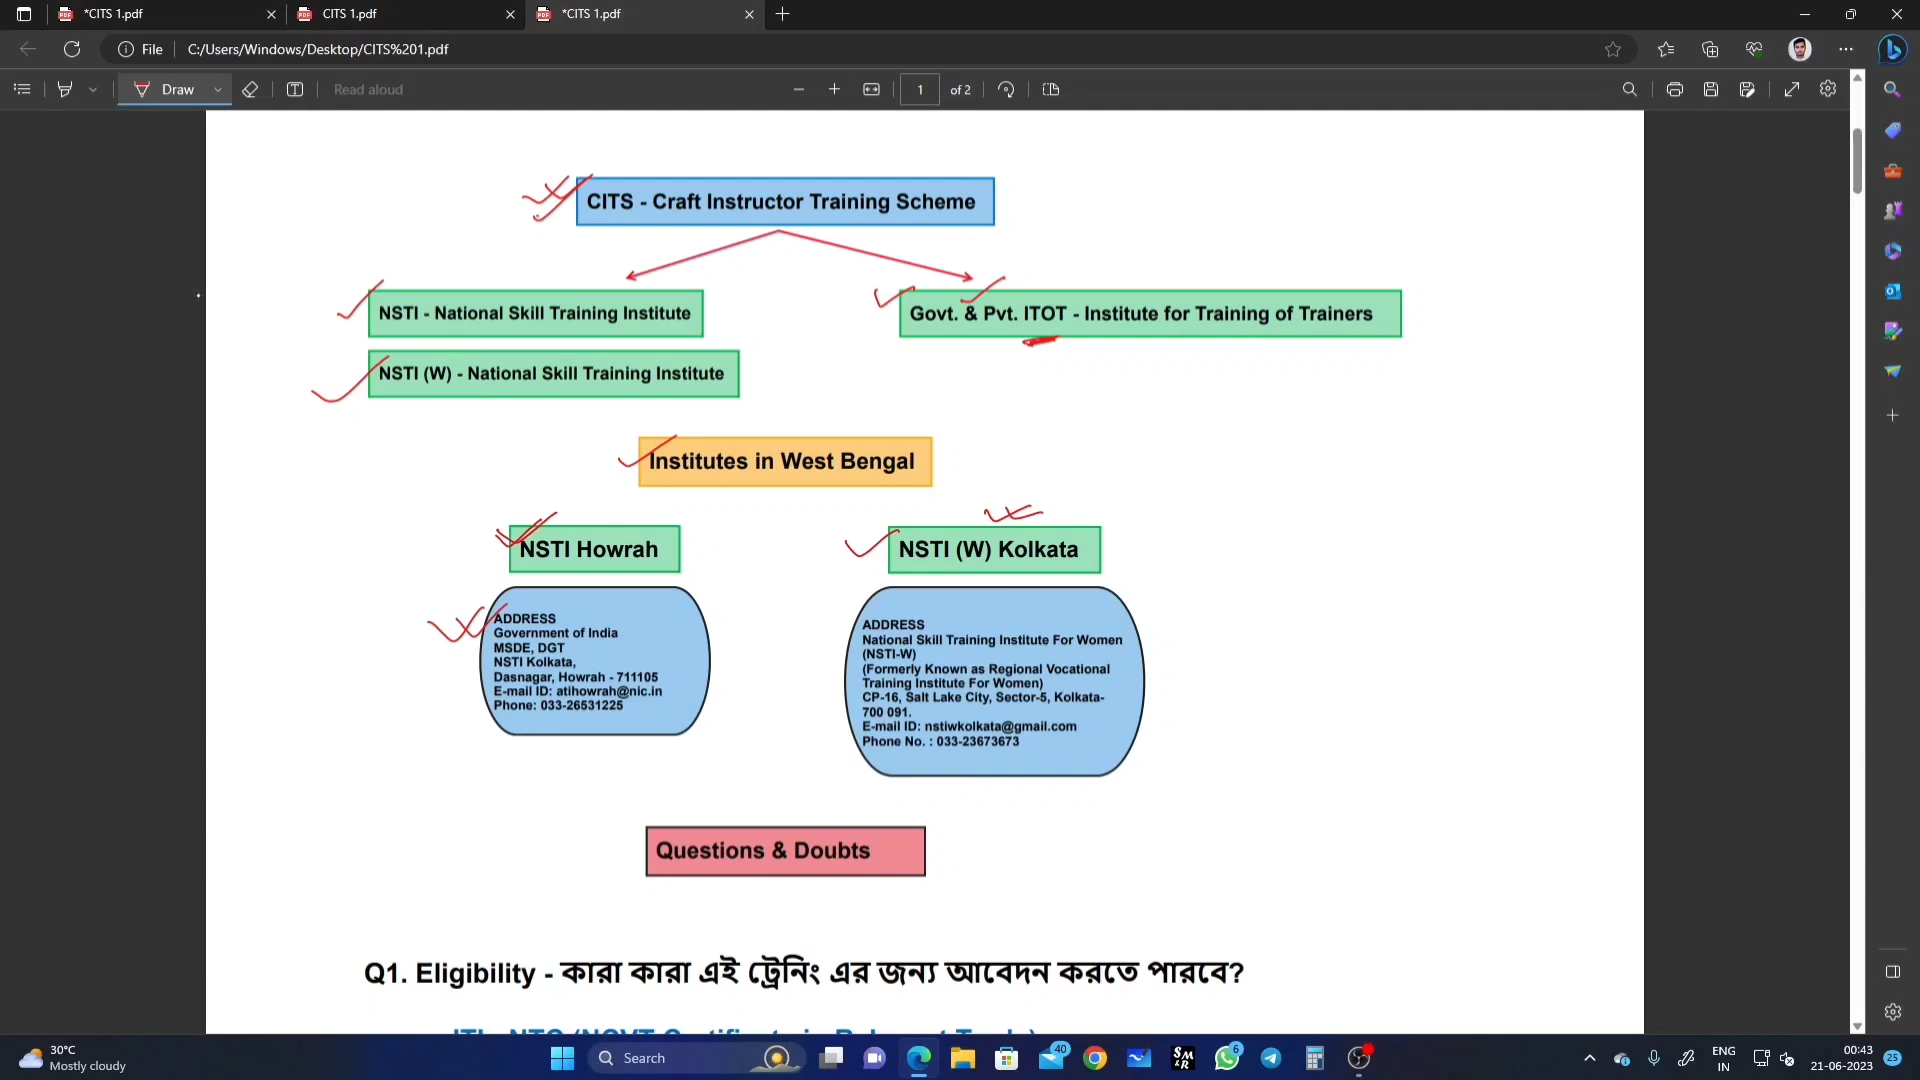 *CITS 1.pdf
CITS 1.pdf
*CITS 1.pdf
File
C:/Users/Windows/Desktop/CITS%201.pdf
Draw
Read aloud
1
of 2
CITS - Craft Instructor Training Scheme
NSTI - National Skill Training Institute
Govt. & Pvt. ITOT - Institute for Training of Trainers
NSTI (W) - National Skill Training Institute
Institutes in West Bengal
NSTI Howrah
NSTI (W) Kolkata
ADDRESS
Government of India
MSDE, DGT
NSTI Kolkata,
Dasnagar, Howrah - 711105
E-mail ID: atihowrah@nic.in
Phone: 033-26531225
ADDRESS
National Skill Training Institute For Women
(NSTI-W)
(Formerly Known as Regional Vocational
Training Institute For Women)
CP-16, Salt Lake City, Sector-5, Kolkata-
700 091.
E-mail ID: nstiwkolkata@gmail.com
Phone No. : 033-23673673
Questions & Doubts
Q1. Eligibility - কারা কারা এই ট্রেনিং এর জন্য আবেদন করতে পারবে?
30°C
Mostly cloudy
Search
40
6
ENG
IN
00:43
21-06-2023
25